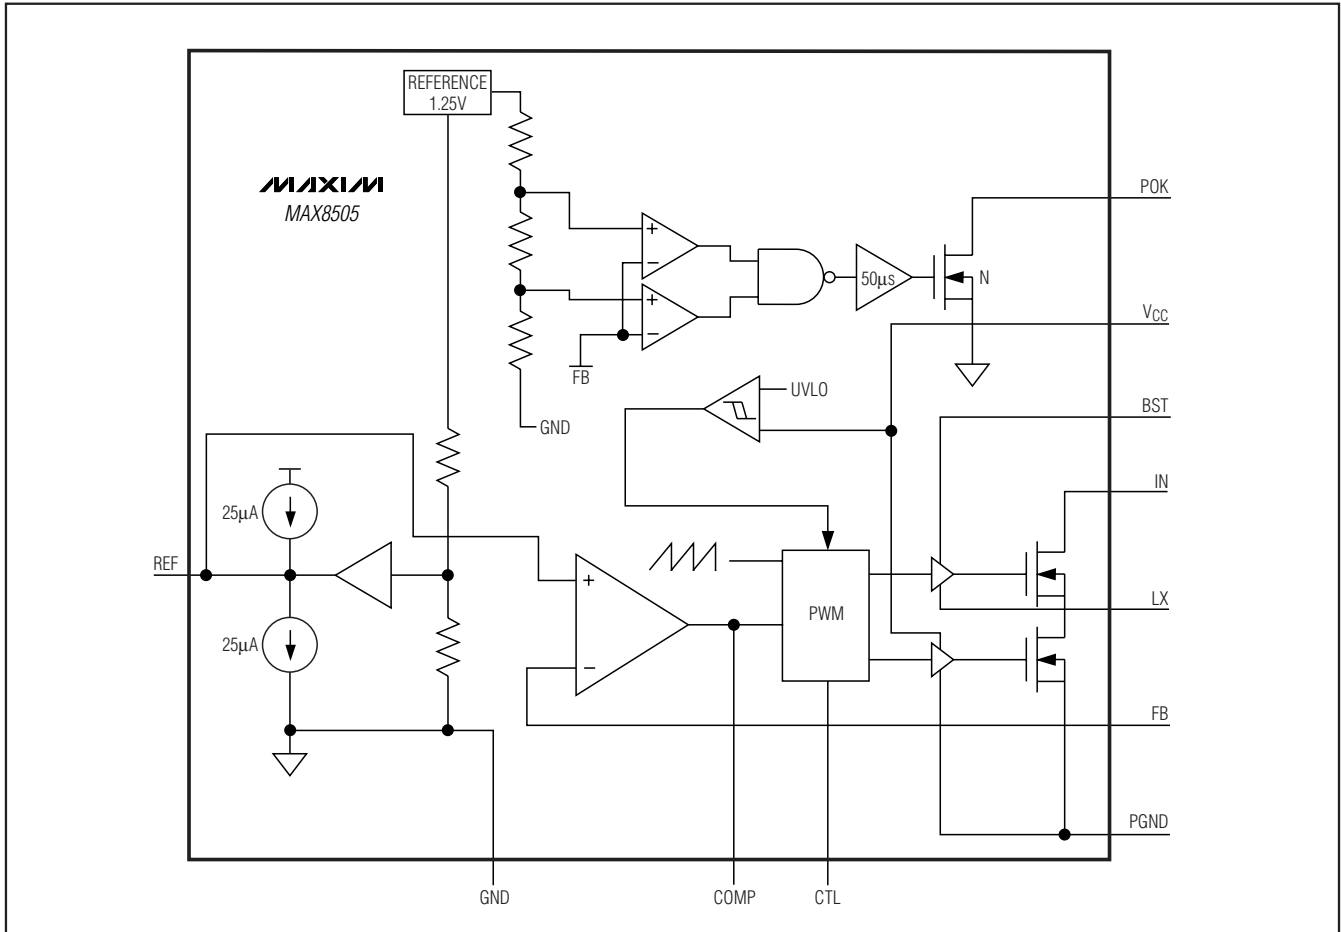 REFERENCE
1.25V
MAXIM
MAX8505
POK
+
−
50μs
N
+
−
VCC
FB
UVLO
BST
GND
IN
25μA
REF
+
PWM
LX
25μA
−
FB
PGND
GND
COMP
CTL